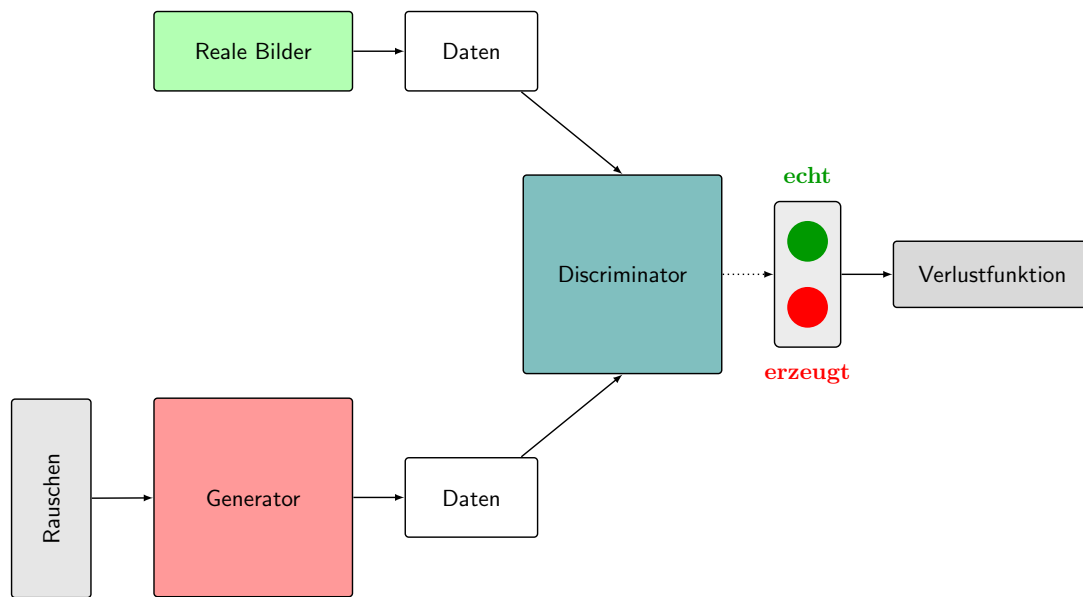 Reale Bilder
Daten
echt
Discriminator
Verlustfunktion
erzeugt
Rauschen
Generator
Daten